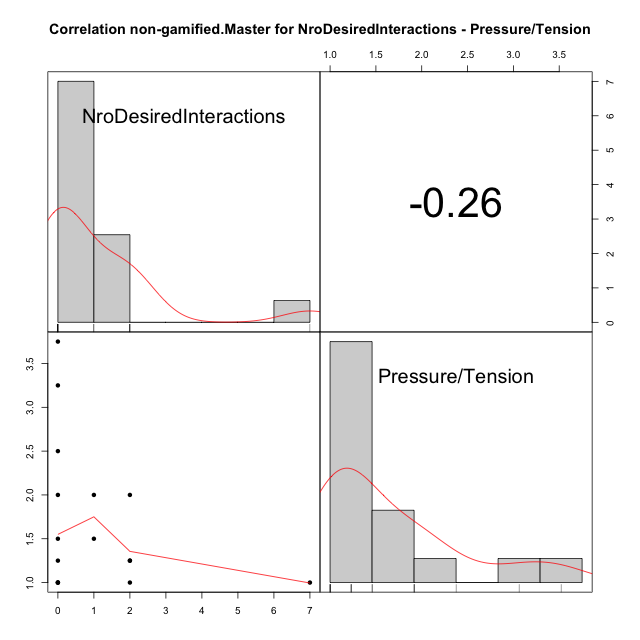 Correlation non-gamified.Master for NroDesiredInteractions - Pressure/Tension
1.0 1.5 2.0 2.5 3.0 3.5
NroDesiredInteractions
-0.26
0 1 2 3 4 5 6 7
Pressure/Tension
1.0 1.5 2.0 2.5 3.0 3.5
0 1 2 3 4 5 6 7